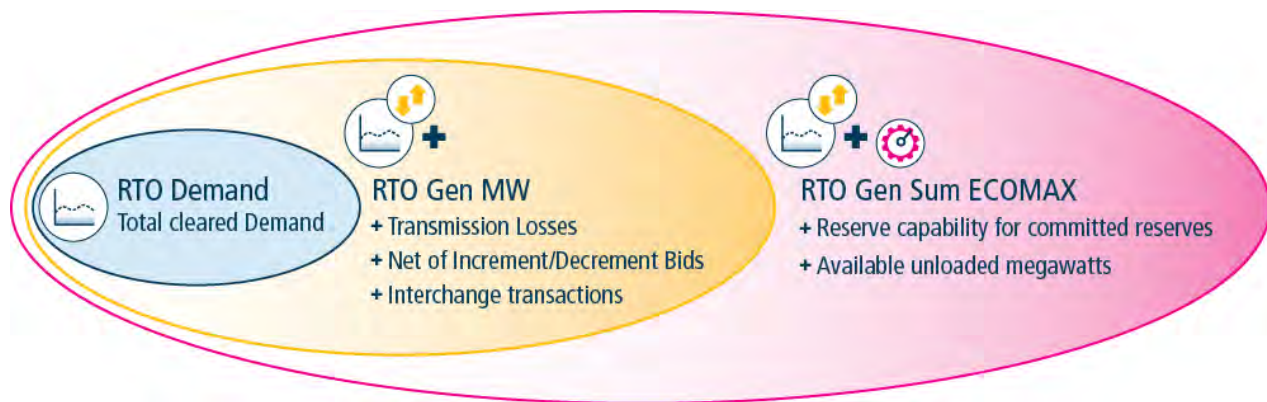 RTO Demand
Total cleared Demand
RTO Gen MW
+ Transmission Losses
+ Net of Increment/Decrement Bids
+ Interchange transactions
RTO Gen Sum ECOMAX
+ Reserve capability for committed reserves
+ Available unloaded megawatts